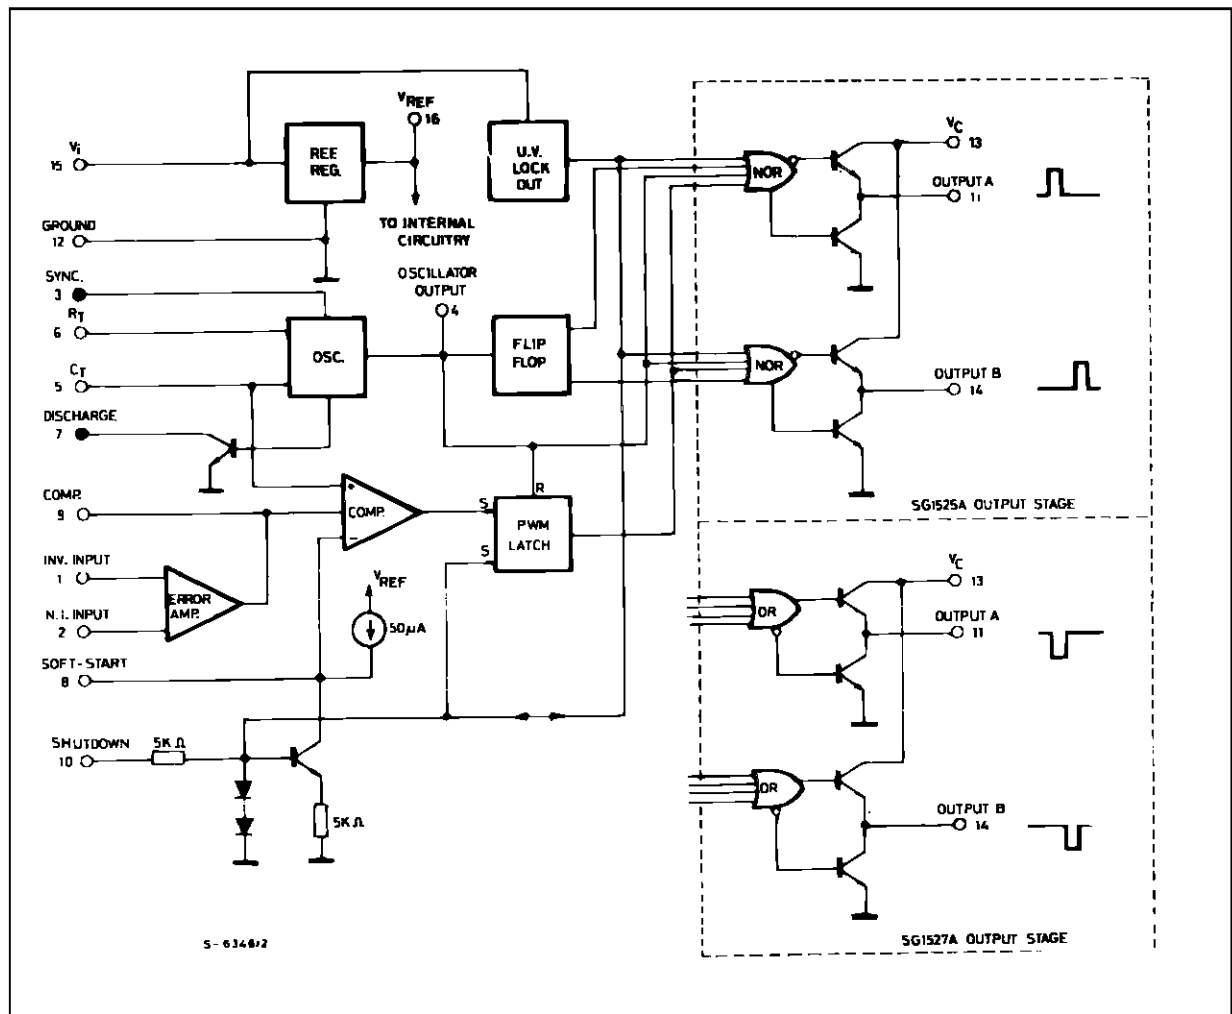 VREF
16
Vi
15
REE
REG.
U.V.
LOCK
OUT
NOR
VC
13
OUTPUT A
11
GROUND
12
TO INTERNAL
CIRCUITRY
SYNC.
3
RT
6
OSCILLATOR
OUTPUT
4
OSC.
FLIP
FLOP
NOR
CT
5
OUTPUT B
14
DISCHARGE
7
COMP.
9
+
COMP.
-
S
R
PWM
LATCH
S
SG1525A OUTPUT STAGE
INV. INPUT
1
ERROR
AMP.
N.I. INPUT
2
VREF
50µA
SOFT-START
8
VC
13
OR
OUTPUT A
11
SHUTDOWN
10
5KΩ
5KΩ
OR
OUTPUT B
14
S-6346/2
SG1527A OUTPUT STAGE